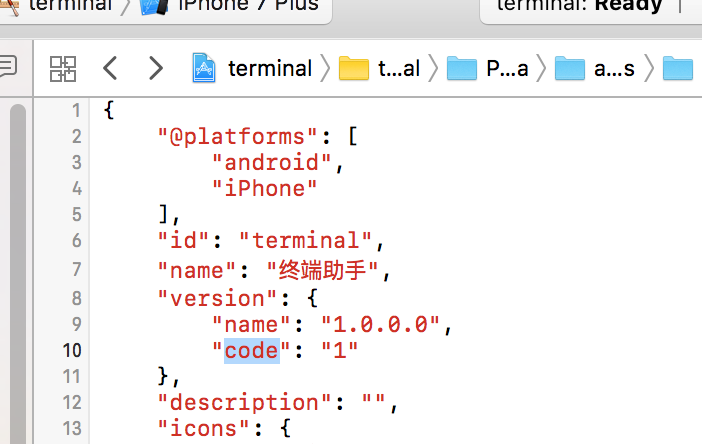 terminal iPhone 7 Plus terminal: Ready
terminal t...al P...a a...s
1 {
2 "@platforms": [
3 "android",
4 "iPhone"
5 ],
6 "id": "terminal",
7 "name": "终端助手",
8 "version": {
9 "name": "1.0.0.0",
10 "code": "1"
11 },
12 "description": "",
13 "icons": {